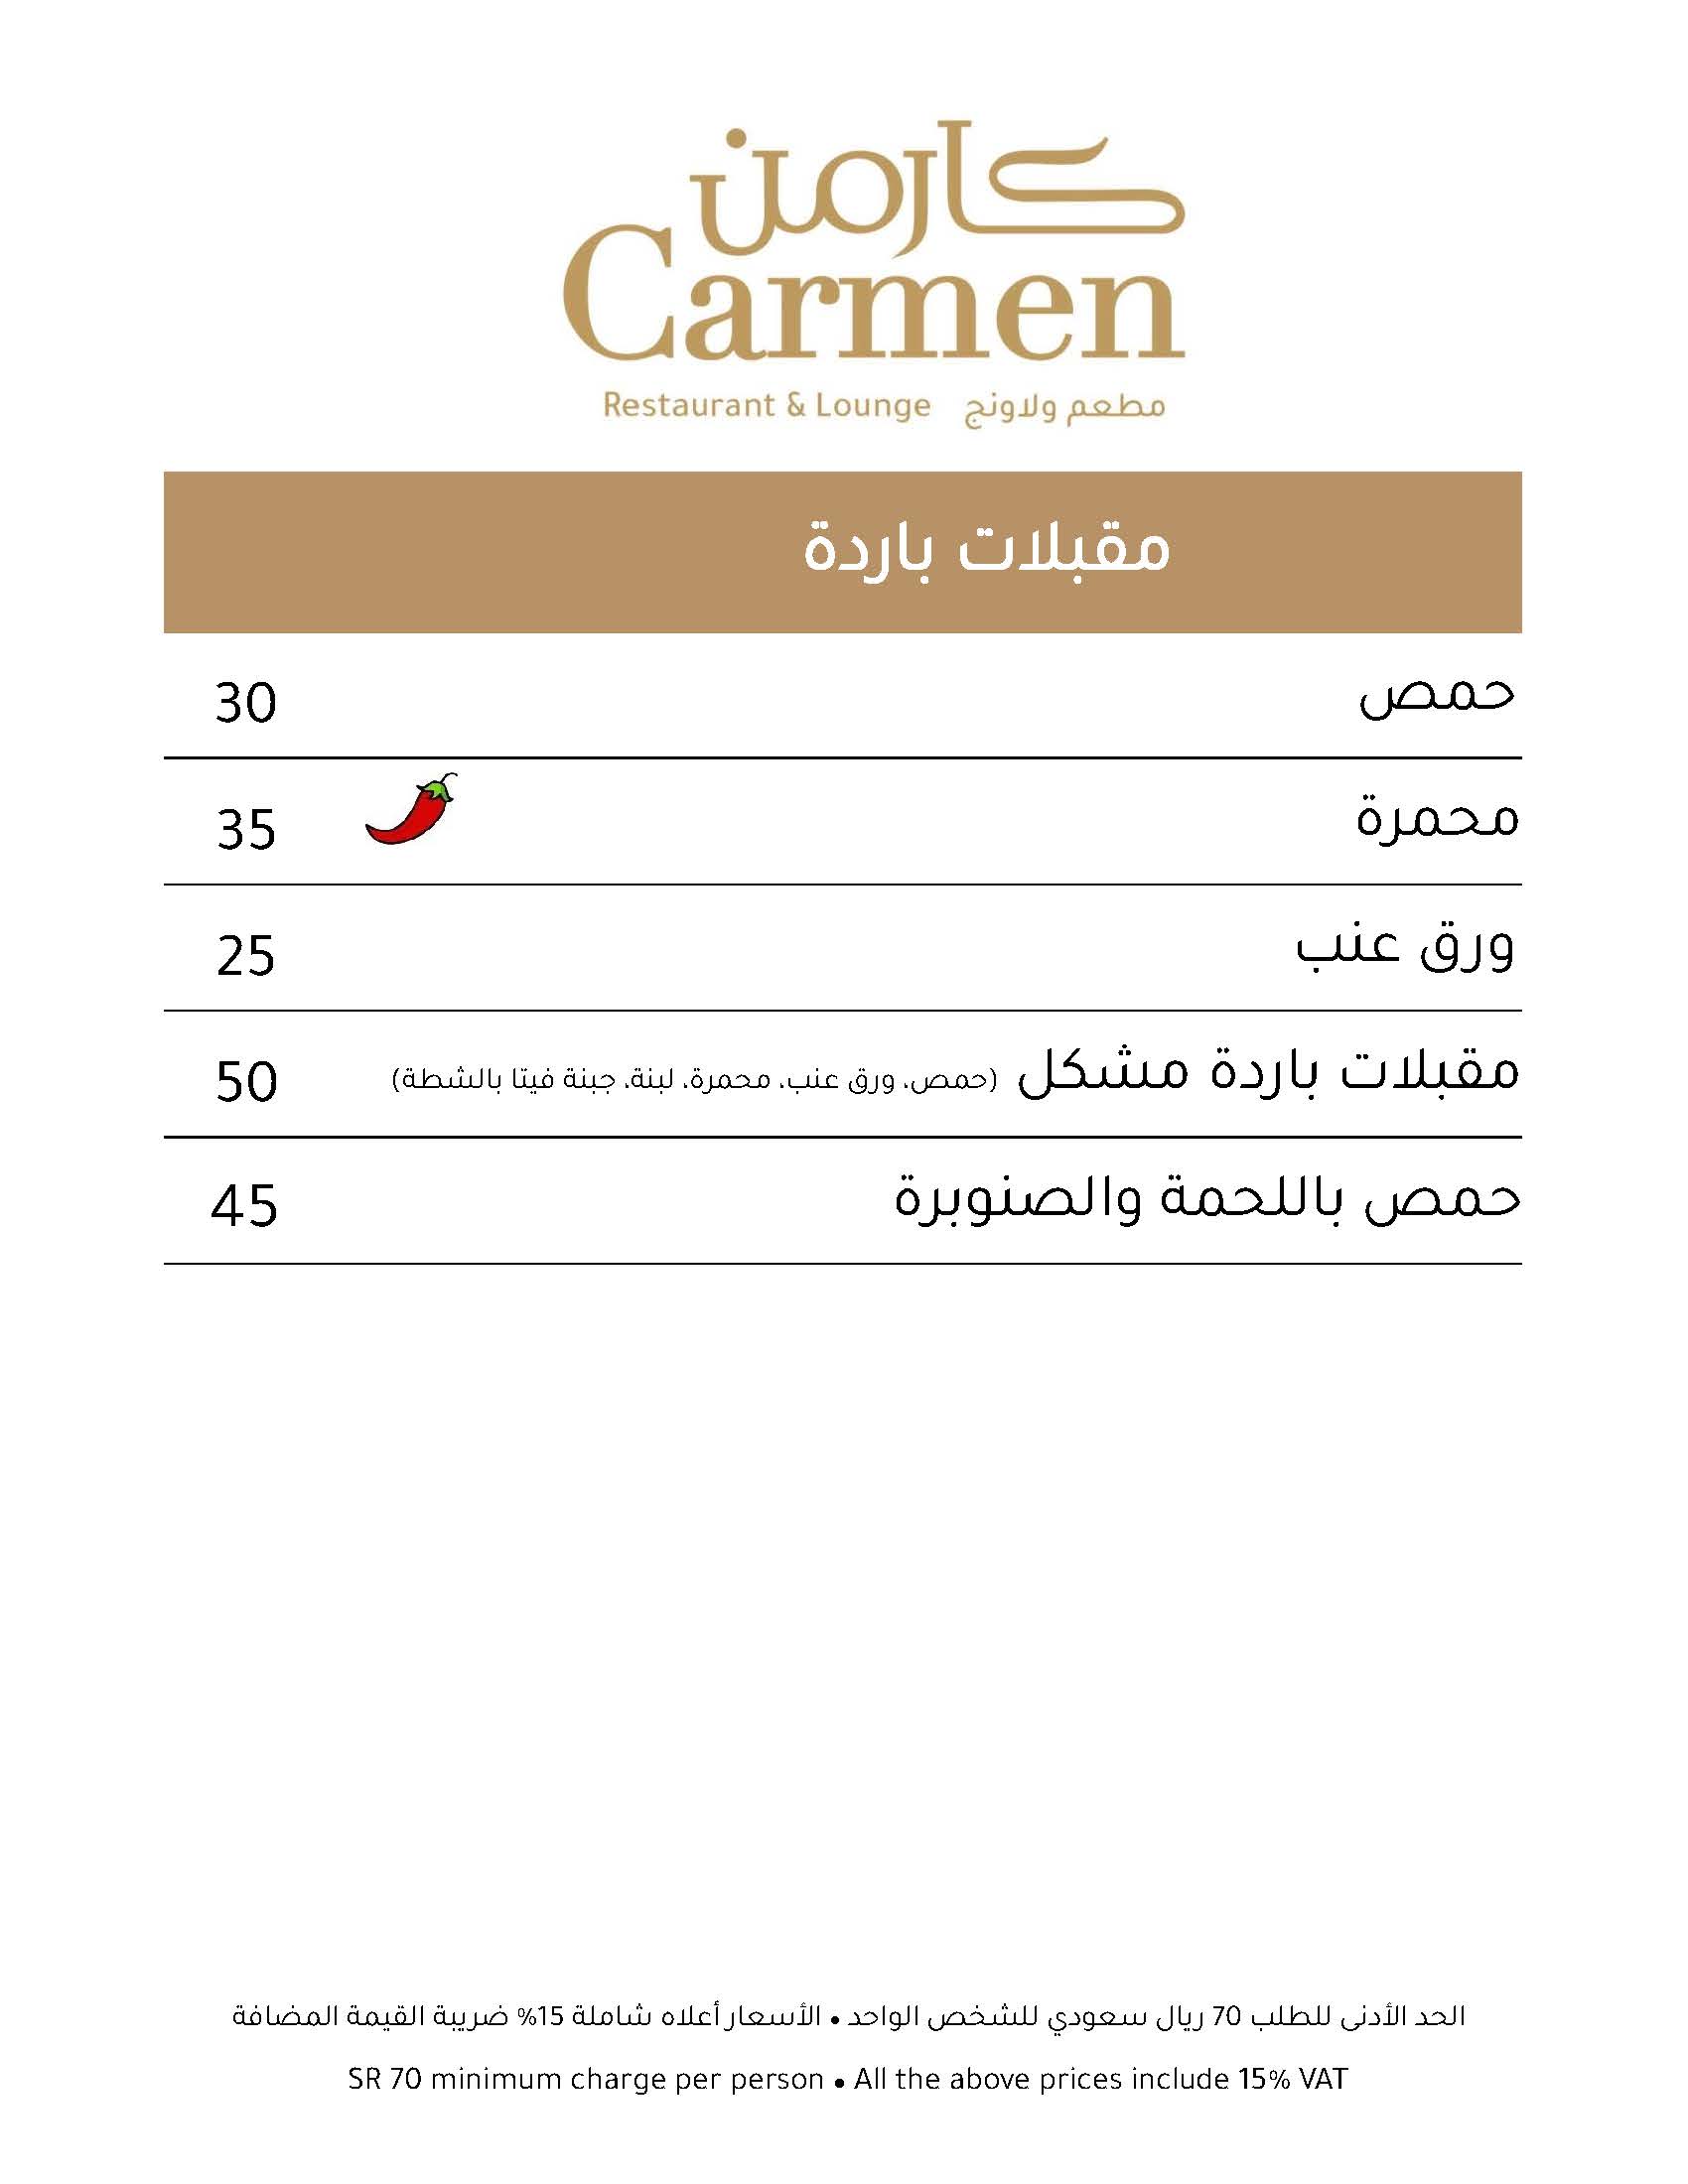 كارمن
Carmen
Restaurant & Lounge مطعم ولاونج
مقبلات باردة
حمص 30
محمرة 35
ورق عنب 25
مقبلات باردة مشكل (حمص، ورق عنب، محمرة، لبنة، جبنة فيتا بالشطة) 50
حمص باللحمة والصنوبرة 45
الحد الأدنى للطلب 70 ريال سعودي للشخص الواحد • الأسعار أعلاه شاملة 15% ضريبة القيمة المضافة
SR 70 minimum charge per person • All the above prices include 15% VAT